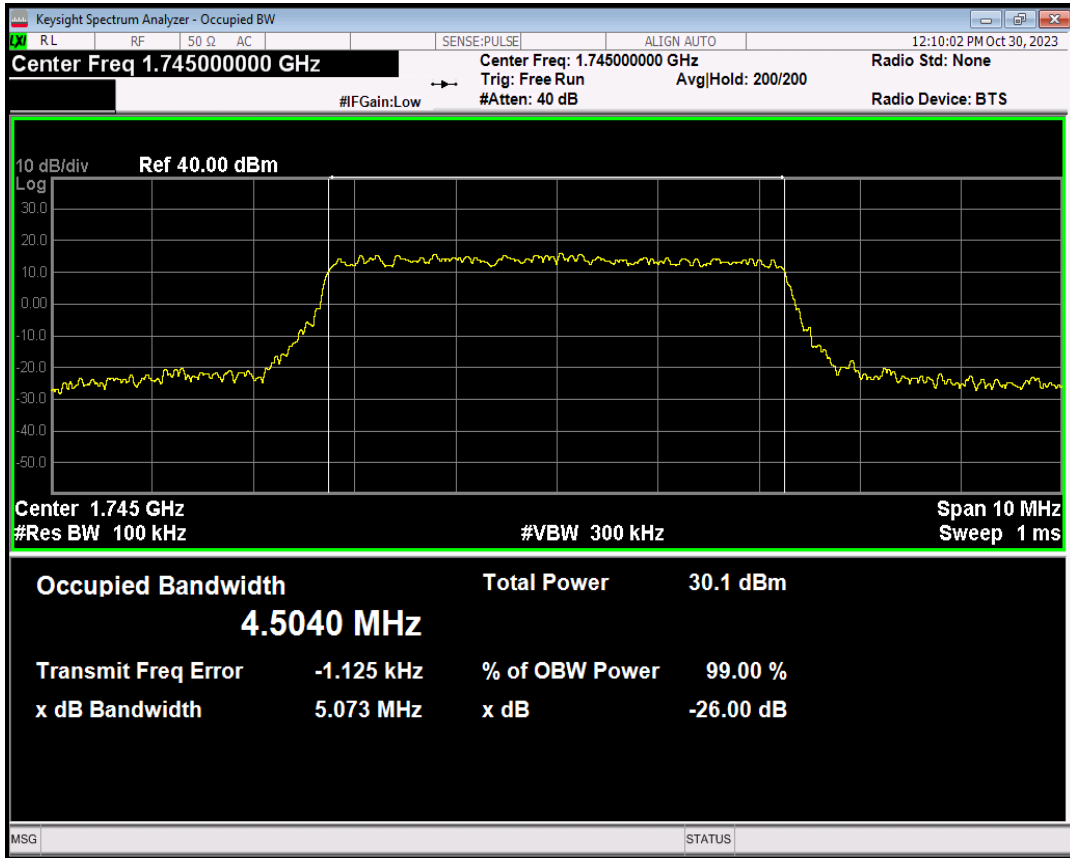 Keysight Spectrum Analyzer - Occupied BW
LXI RL RF 50 Ω AC SENSE:PULSE ALIGN AUTO 12:10:02 PM Oct 30, 2023
Center Freq 1.745000000 GHz Center Freq: 1.745000000 GHz Radio Std: None
Trig: Free Run Avg|Hold: 200/200
#IFGain:Low #Atten: 40 dB Radio Device: BTS
10 dB/div Ref 40.00 dBm
Log
30.0
20.0
10.0
0.00
-10.0
-20.0
-30.0
-40.0
-50.0
Center 1.745 GHz Span 10 MHz
#Res BW 100 kHz #VBW 300 kHz Sweep 1 ms
Occupied Bandwidth Total Power 30.1 dBm
4.5040 MHz
Transmit Freq Error -1.125 kHz % of OBW Power 99.00 %
x dB Bandwidth 5.073 MHz x dB -26.00 dB
MSG STATUS